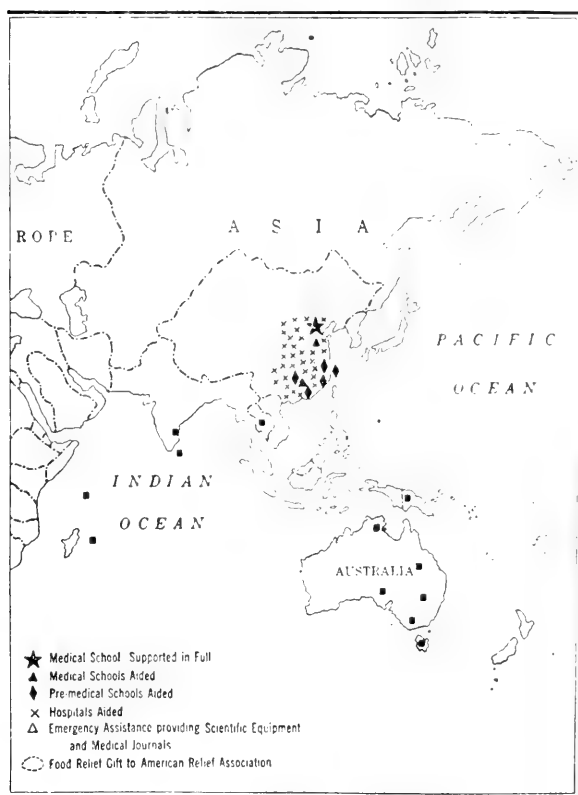 A S I A
ROPE
PACIFIC
OCEAN
INDIAN
OCEAN
AUSTRALIA
Medical School Supported in Full
Medical Schools Aided
Pre-medical Schools Aided
Hospitals Aided
Emergency Assistance providing Scientific Equipment
and Medical Journals
Food Relief Gift to American Relief Association